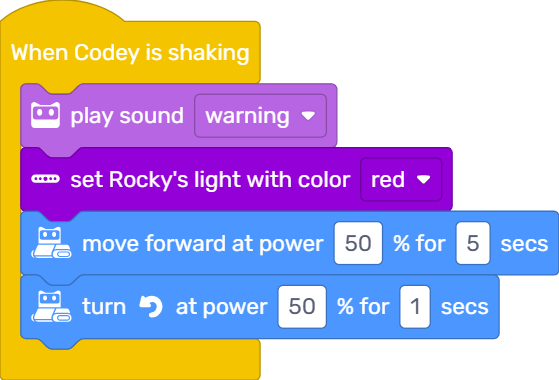 When Codey is shaking
play sound warning
set Rocky's light with color red
move forward at power 50 % for 5 secs
turn at power 50 % for 1 secs